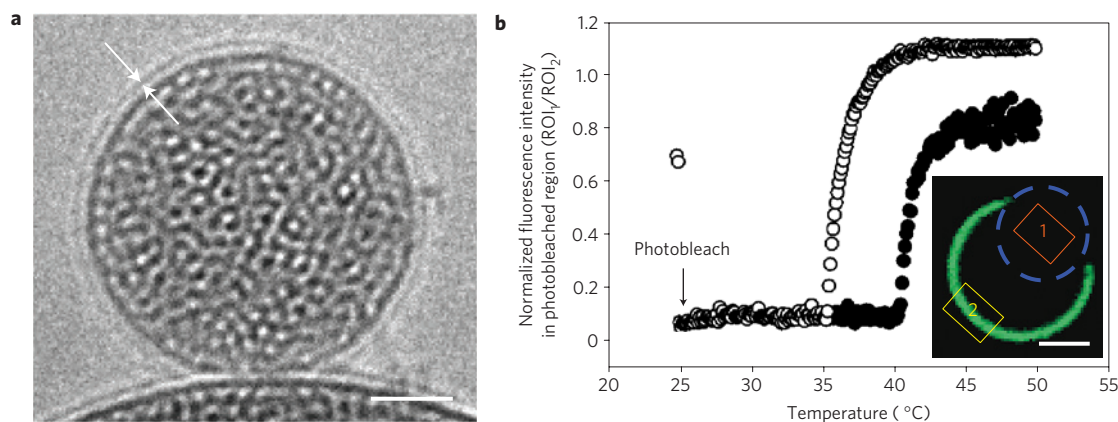 a
b
Normalized fluorescence intensity
in photobleached region (ROI₁/ROI₂)
1.2
1.0
0.8
0.6
0.4
0.2
0
Photobleach
1
2
20
25
30
35
40
45
50
55
Temperature ( °C)